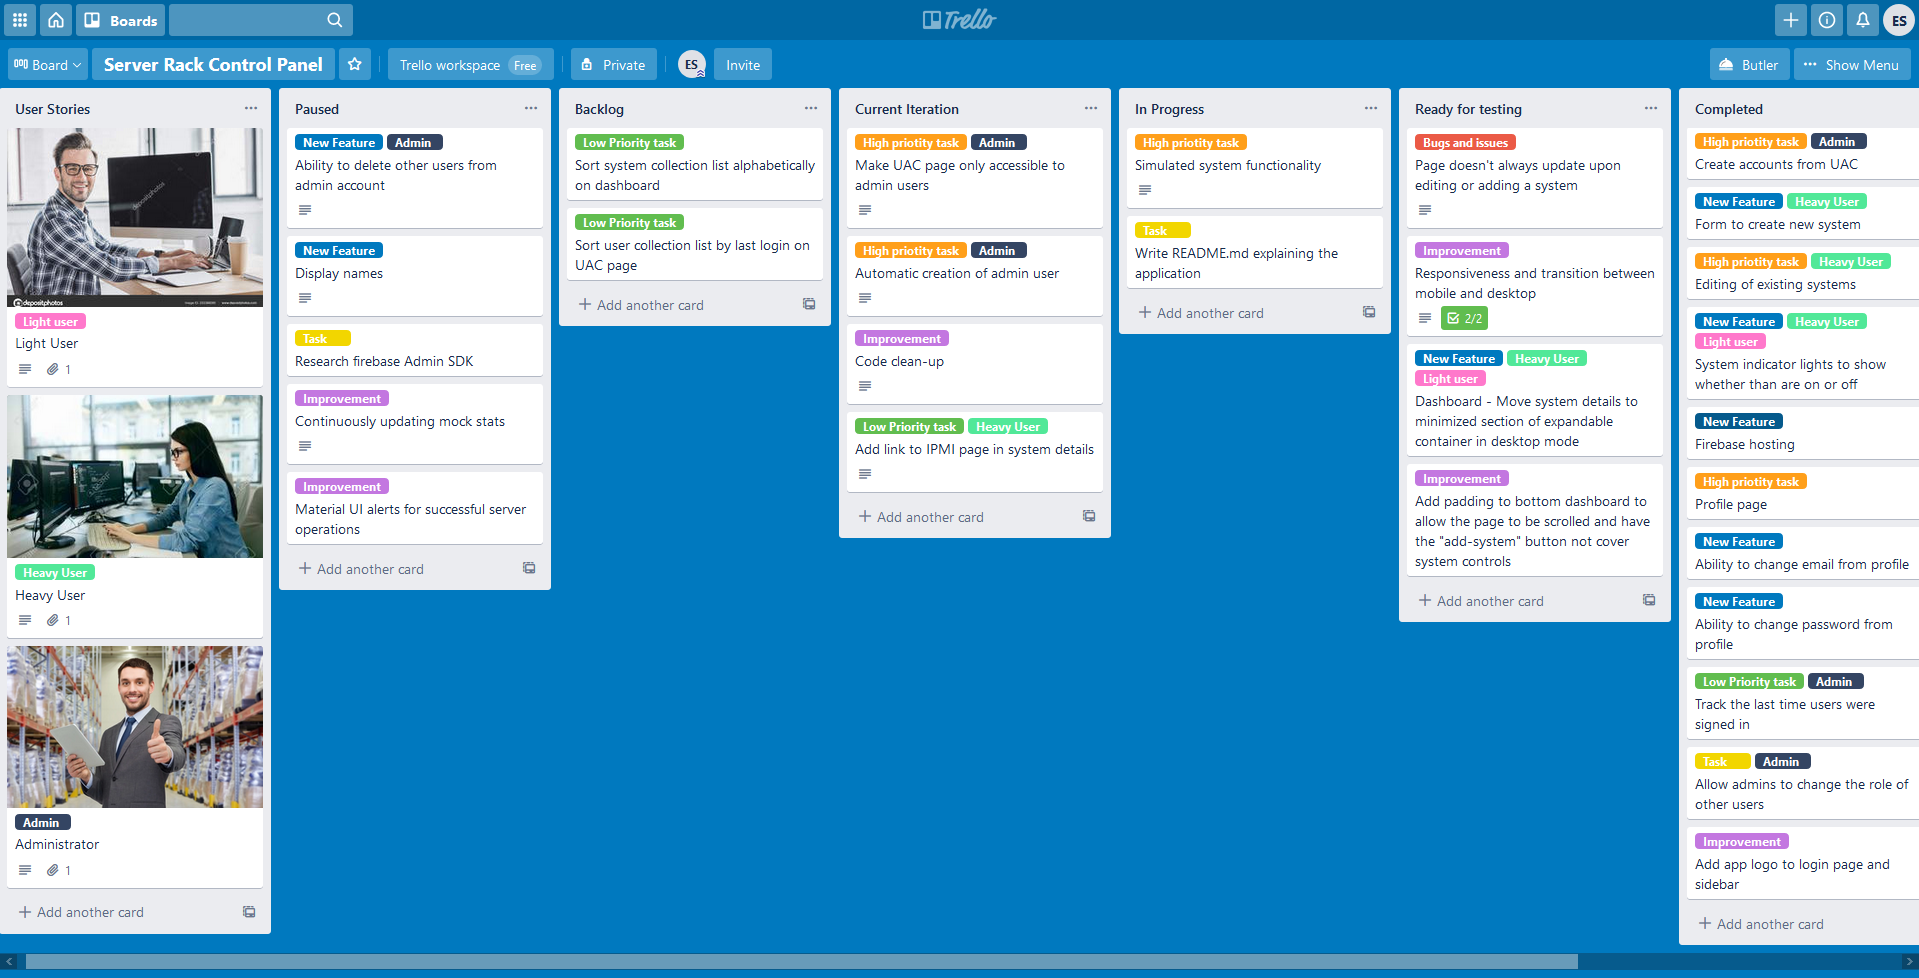 Boards
Trello
ES
Board
Server Rack Control Panel
Trello workspace Free
Private
ES
Invite
Butler
Show Menu
User Stories
depositphotos
Light user
Light User
1
Heavy User
Heavy User
1
Admin
Administrator
1
+ Add another card
Paused
New Feature Admin
Ability to delete other users from
admin account
New Feature
Display names
Task
Research firebase Admin SDK
Improvement
Continuously updating mock stats
Improvement
Material UI alerts for successful server
operations
+ Add another card
Backlog
Low Priority task
Sort system collection list alphabetically
on dashboard
Low Priority task
Sort user collection list by last login on
UAC page
+ Add another card
Current Iteration
High priotity task Admin
Make UAC page only accessible to
admin users
High priotity task Admin
Automatic creation of admin user
Improvement
Code clean-up
Low Priority task Heavy User
Add link to IPMI page in system details
+ Add another card
In Progress
High priotity task
Simulated system functionality
Task
Write README.md explaining the
application
+ Add another card
Ready for testing
Bugs and issues
Page doesn't always update upon
editing or adding a system
Improvement
Responsiveness and transition between
mobile and desktop
2/2
New Feature Heavy User
Light user
Dashboard - Move system details to
minimized section of expandable
container in desktop mode
Improvement
Add padding to bottom dashboard to
allow the page to be scrolled and have
the "add-system" button not cover
system controls
+ Add another card
Completed
High priotity task Admin
Create accounts from UAC
New Feature Heavy User
Form to create new system
High priotity task Heavy User
Editing of existing systems
New Feature Heavy User
Light user
System indicator lights to show
whether than are on or off
New Feature
Firebase hosting
High priotity task
Profile page
New Feature
Ability to change email from profile
New Feature
Ability to change password from
profile
Low Priority task Admin
Track the last time users were
signed in
Task Admin
Allow admins to change the role of
other users
Improvement
Add app logo to login page and
sidebar
+ Add another card